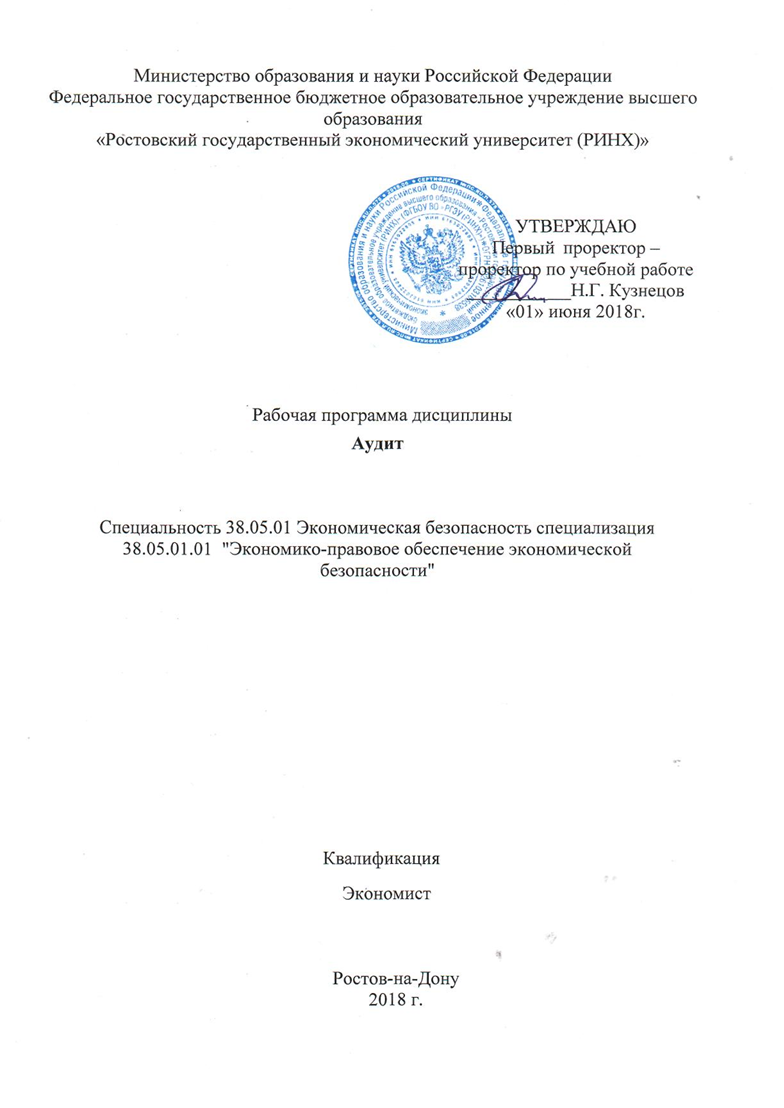 Министерство образования и науки Российской Федерации
Федеральное государственное бюджетное образовательное учреждение высшего
образования
«Ростовский государственный экономический университет (РИНХ)»
УТВЕРЖДАЮ
Первый проректор –
проректор по учебной работе
Н.Г. Кузнецов
«01» июня 2018г.
Рабочая программа дисциплины
Аудит
Специальность 38.05.01 Экономическая безопасность специализация
38.05.01.01 "Экономико-правовое обеспечение экономической
безопасности"
Квалификация
Экономист
Ростов-на-Дону
2018 г.